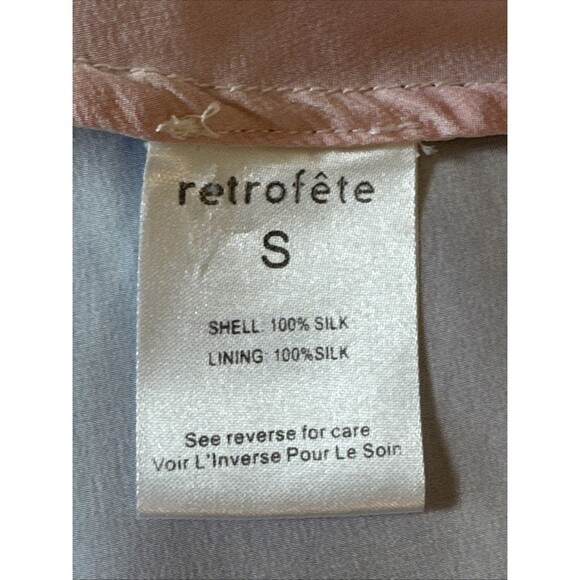 retrofête
S
SHELL: 100% SILK
LINING: 100%SILK
See reverse for care
Voir L'Inverse Pour Le Soin